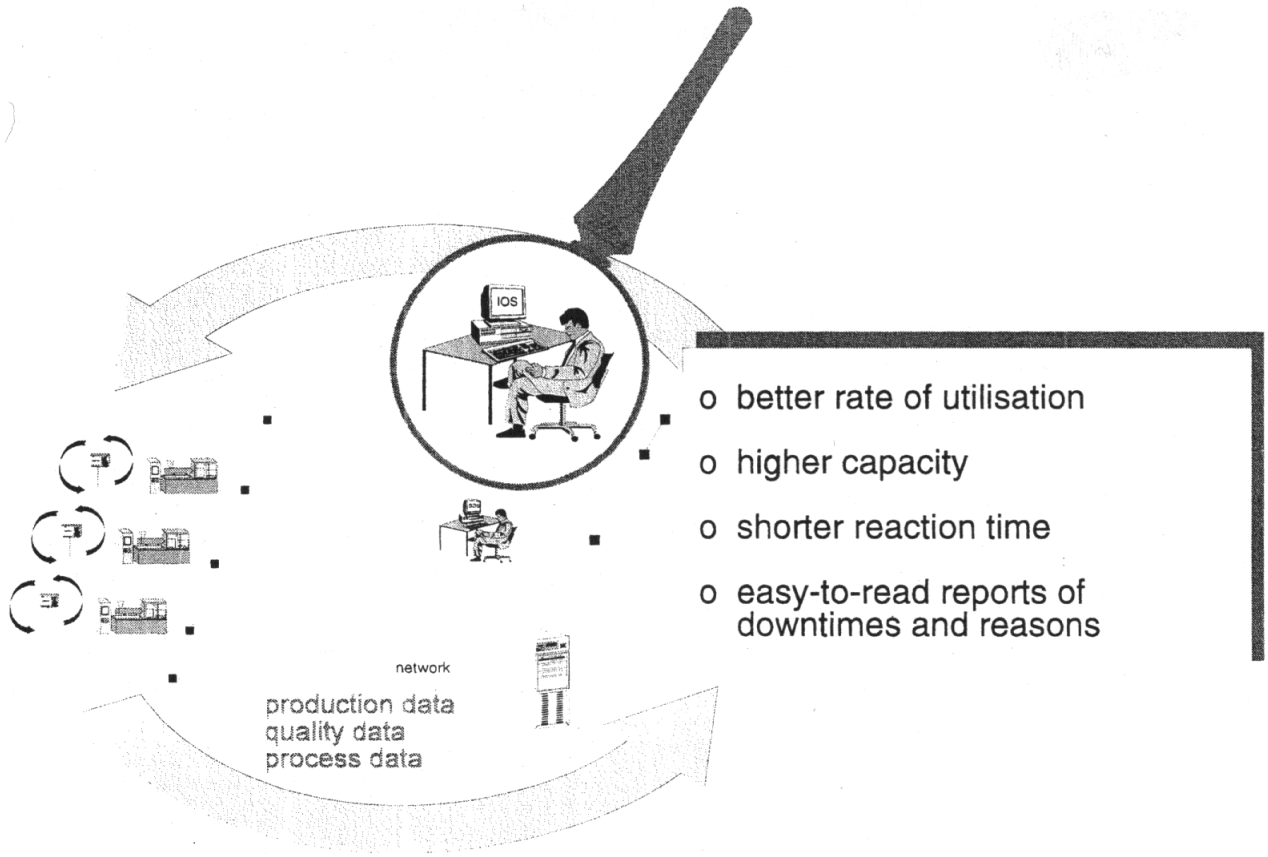 IOS
o better rate of utilisation
o higher capacity
o shorter reaction time
o easy-to-read reports of
downtimes and reasons
network
production data
quality data
process data